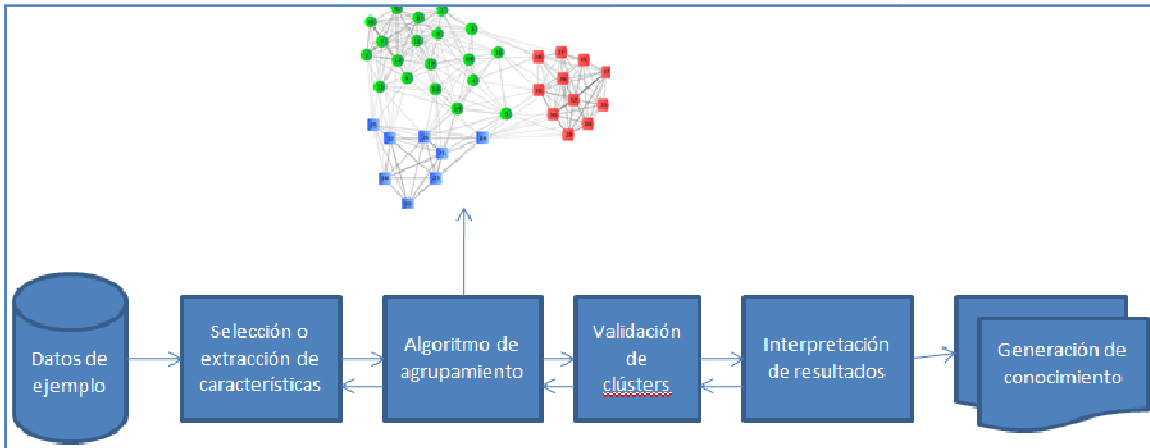 Datos de
ejemplo
Selección o
extracción de
características
Algoritmo de
agrupamiento
Validación
de
clústers
Interpretación
de resultados
Generación de
conocimiento